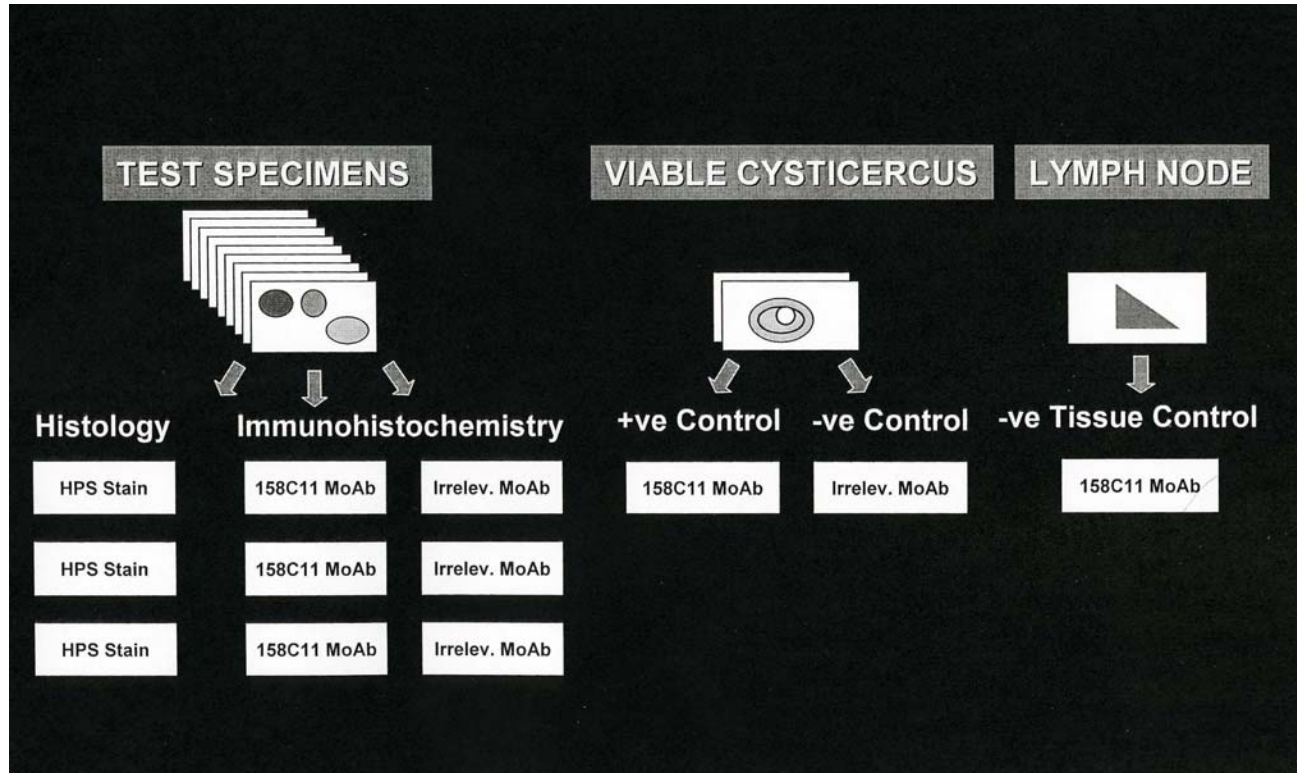 TEST SPECIMENS
VIABLE CYSTICERCUS
LYMPH NODE
Histology
Immunohistochemistry
+ve Control
-ve Control
-ve Tissue Control
HPS Stain
158C11 MoAb
Irrelev. MoAb
158C11 MoAb
Irrelev. MoAb
158C11 MoAb
HPS Stain
158C11 MoAb
Irrelev. MoAb
HPS Stain
158C11 MoAb
Irrelev. MoAb